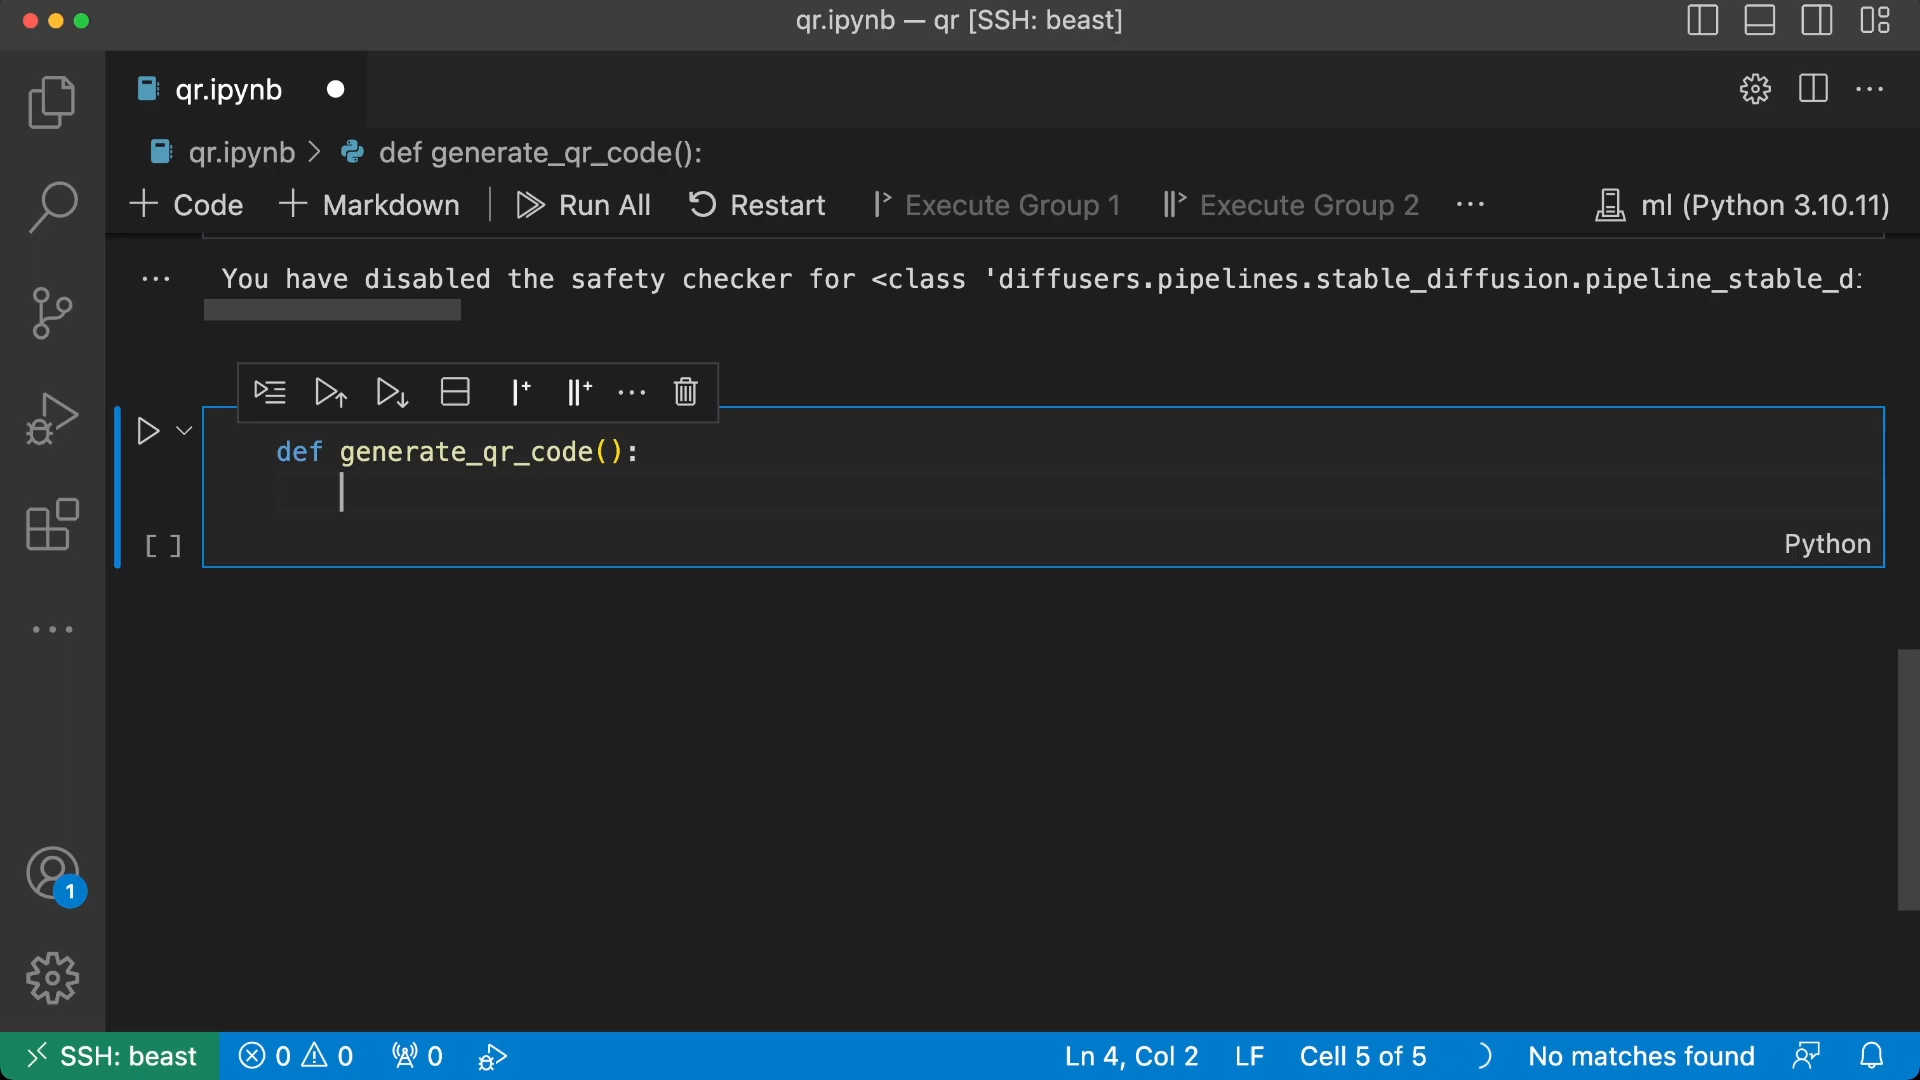 qr.ipynb — qr [SSH: beast]
qr.ipynb
qr.ipynb > def generate_qr_code():
+ Code + Markdown Run All Restart Execute Group 1 Execute Group 2 ... ml (Python 3.10.11)
... You have disabled the safety checker for <class 'diffusers.pipelines.stable_diffusion.pipeline_stable_d
def generate_qr_code():
[ ]
Python
1
SSH: beast 0 0 0 Ln 4, Col 2 LF Cell 5 of 5 No matches found